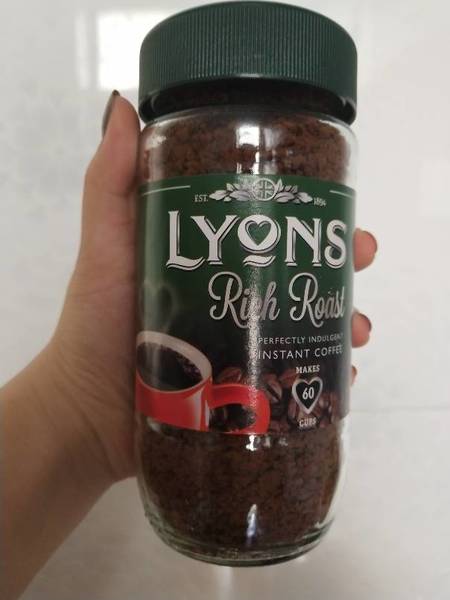 EST. 1894
LYONS
Rich Roast
PERFECTLY INDULGENT
INSTANT COFFEE
MAKES
60
CUPS